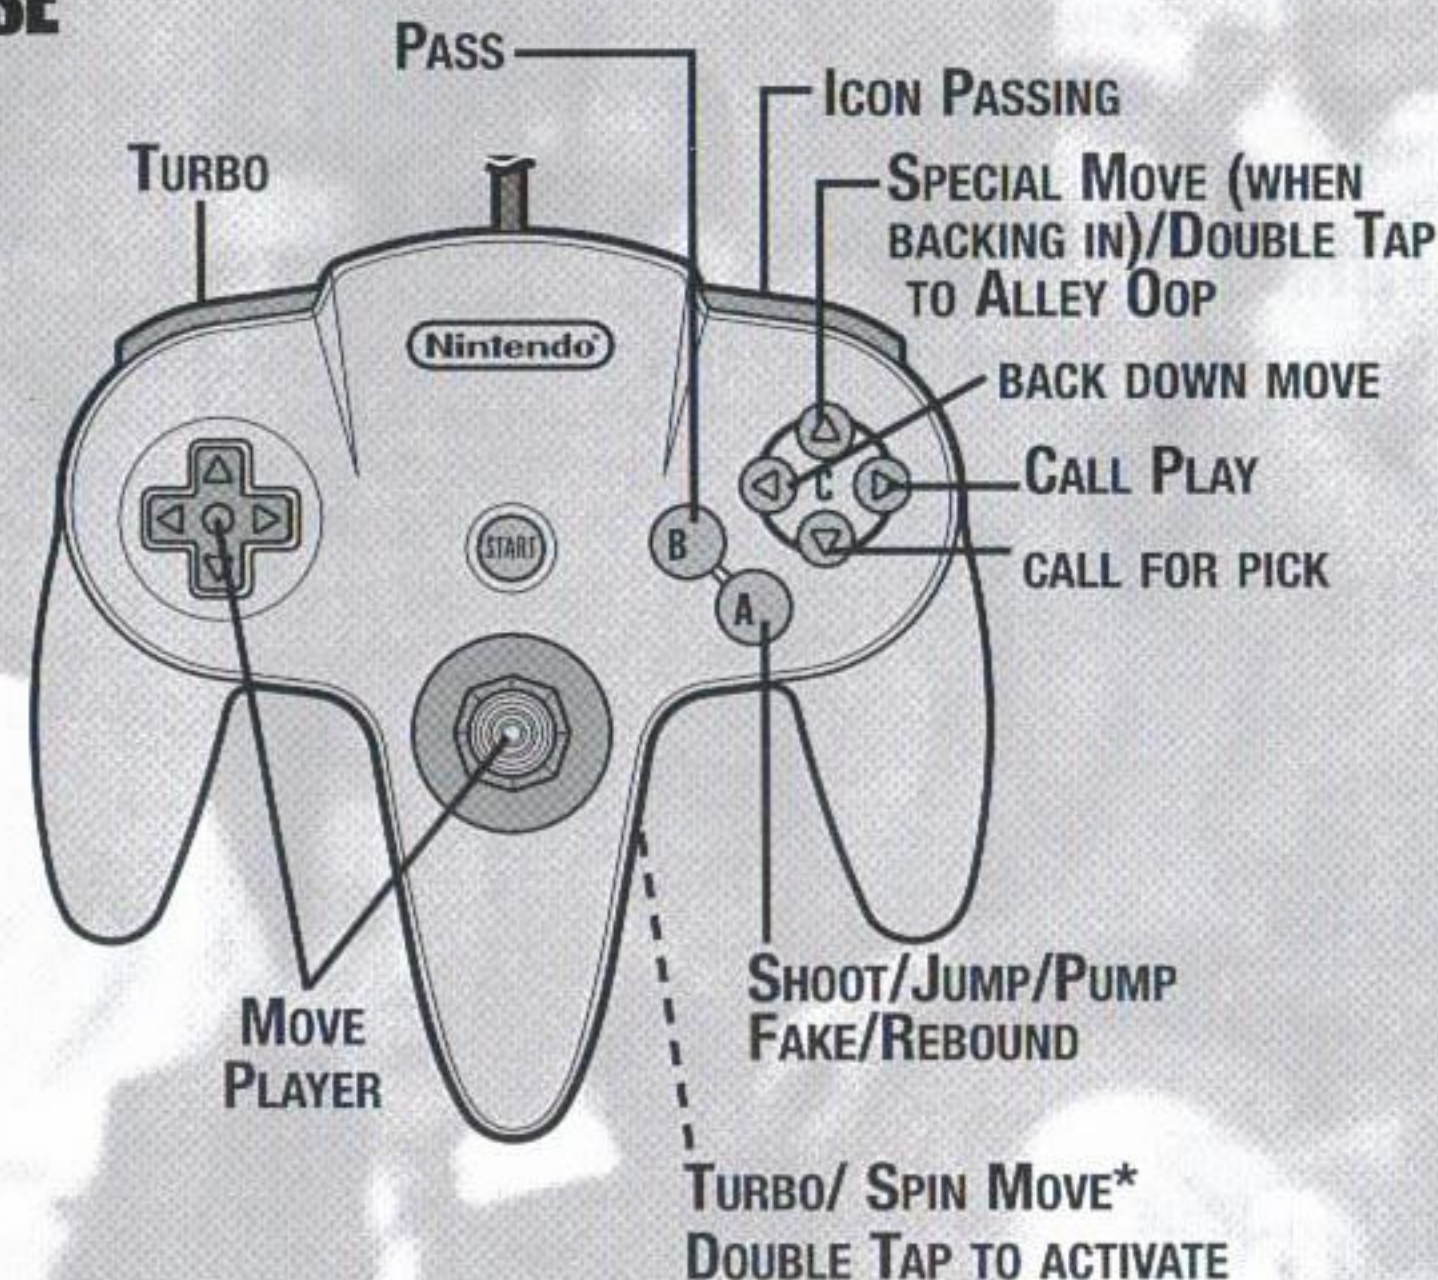 PASS
ICON PASSING
TURBO
SPECIAL MOVE (WHEN
BACKING IN)/DOUBLE TAP
TO ALLEY OOP
Nintendo®
BACK DOWN MOVE
C
CALL PLAY
START
B
CALL FOR PICK
A
SHOOT/JUMP/PUMP
FAKE/REBOUND
MOVE
PLAYER
TURBO/ SPIN MOVE*
DOUBLE TAP TO ACTIVATE